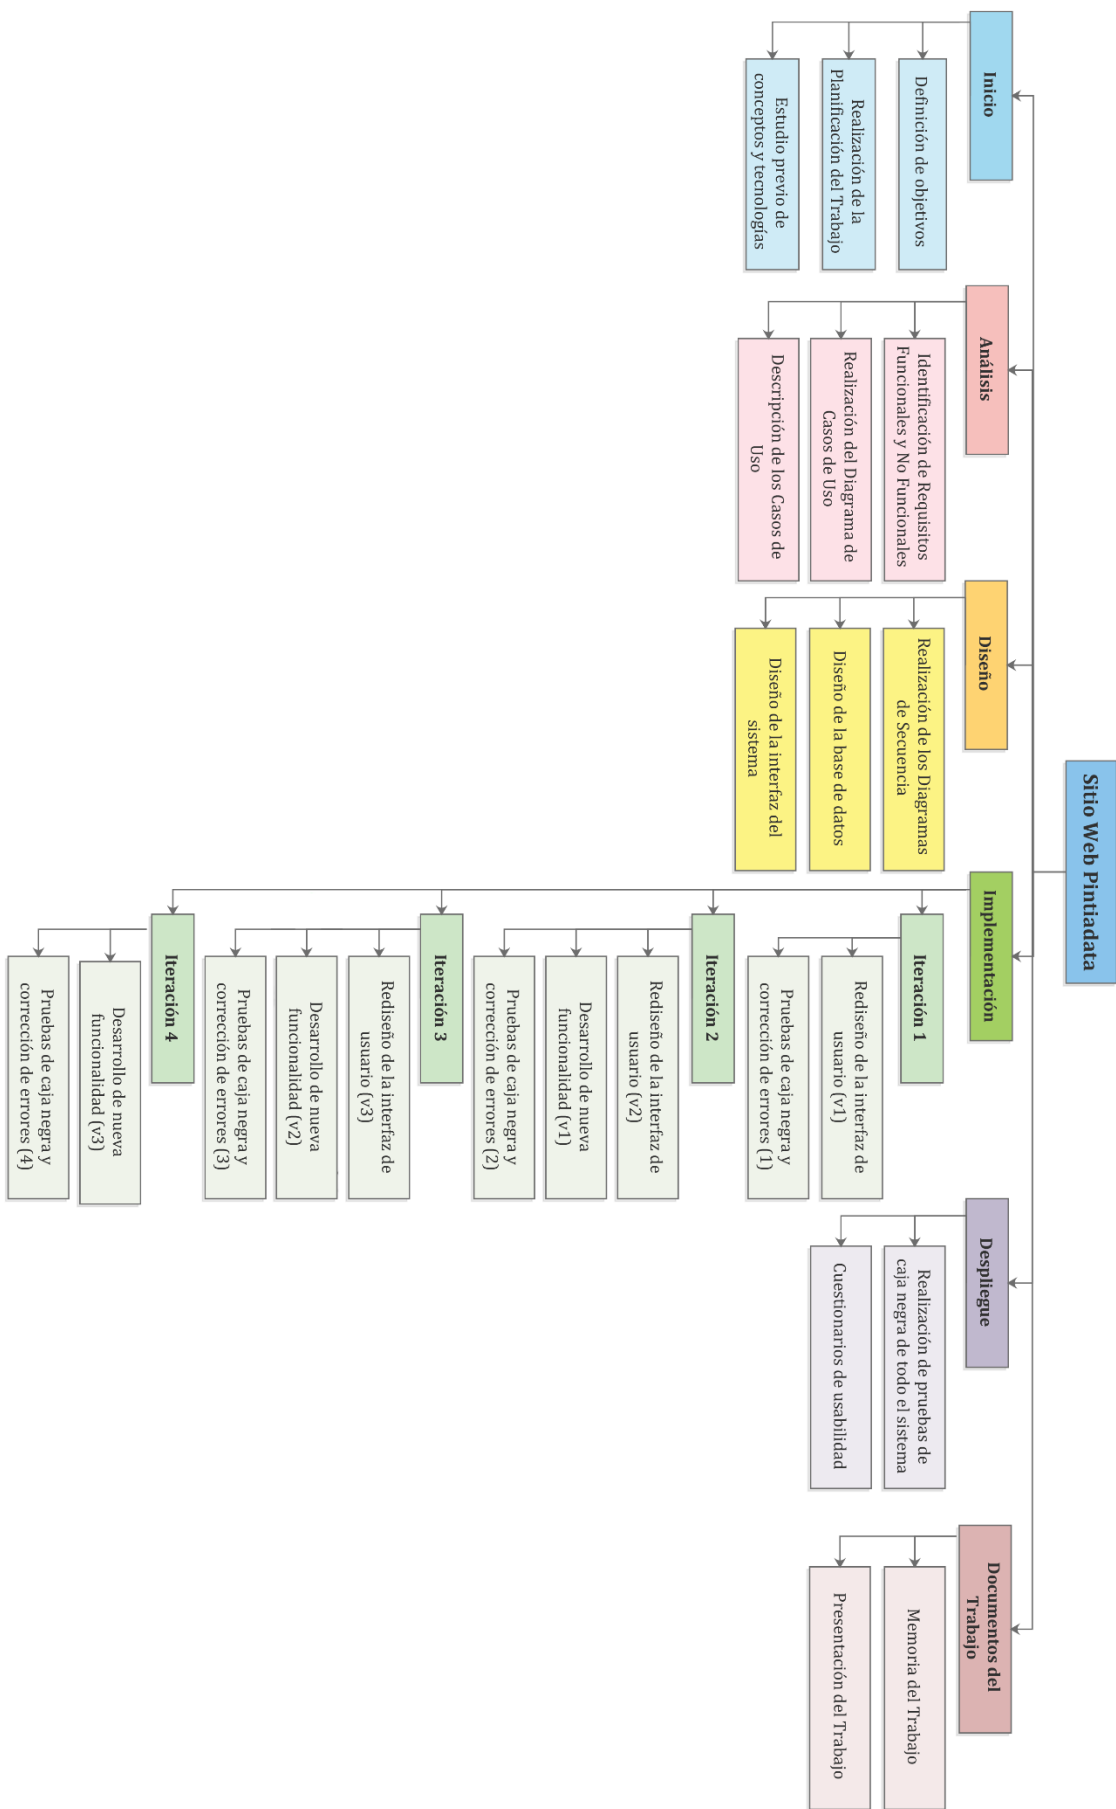 Sitio Web Pintiadata
Inicio
Definición de objetivos
Realización de la
Planificación del Trabajo
Estudio previo de
conceptos y tecnologías
Análisis
Identificación de Requisitos
Funcionales y No Funcionales
Realización del Diagrama de
Casos de Uso
Descripción de los Casos de
Uso
Diseño
Realización de los Diagramas
de Secuencia
Diseño de la base de datos
Diseño de la interfaz del
sistema
Implementación
Iteración 1
Rediseño de la interfaz de
usuario (v1)
Pruebas de caja negra y
corrección de errores (1)
Iteración 2
Rediseño de la interfaz de
usuario (v2)
Desarrollo de nueva
funcionalidad (v1)
Pruebas de caja negra y
corrección de errores (2)
Iteración 3
Rediseño de la interfaz de
usuario (v3)
Desarrollo de nueva
funcionalidad (v2)
Pruebas de caja negra y
corrección de errores (3)
Iteración 4
Desarrollo de nueva
funcionalidad (v3)
Pruebas de caja negra y
corrección de errores (4)
Despliegue
Realización de pruebas de
caja negra de todo el sistema
Cuestionarios de usabilidad
Documentos del
Trabajo
Memoria del Trabajo
Presentación del Trabajo